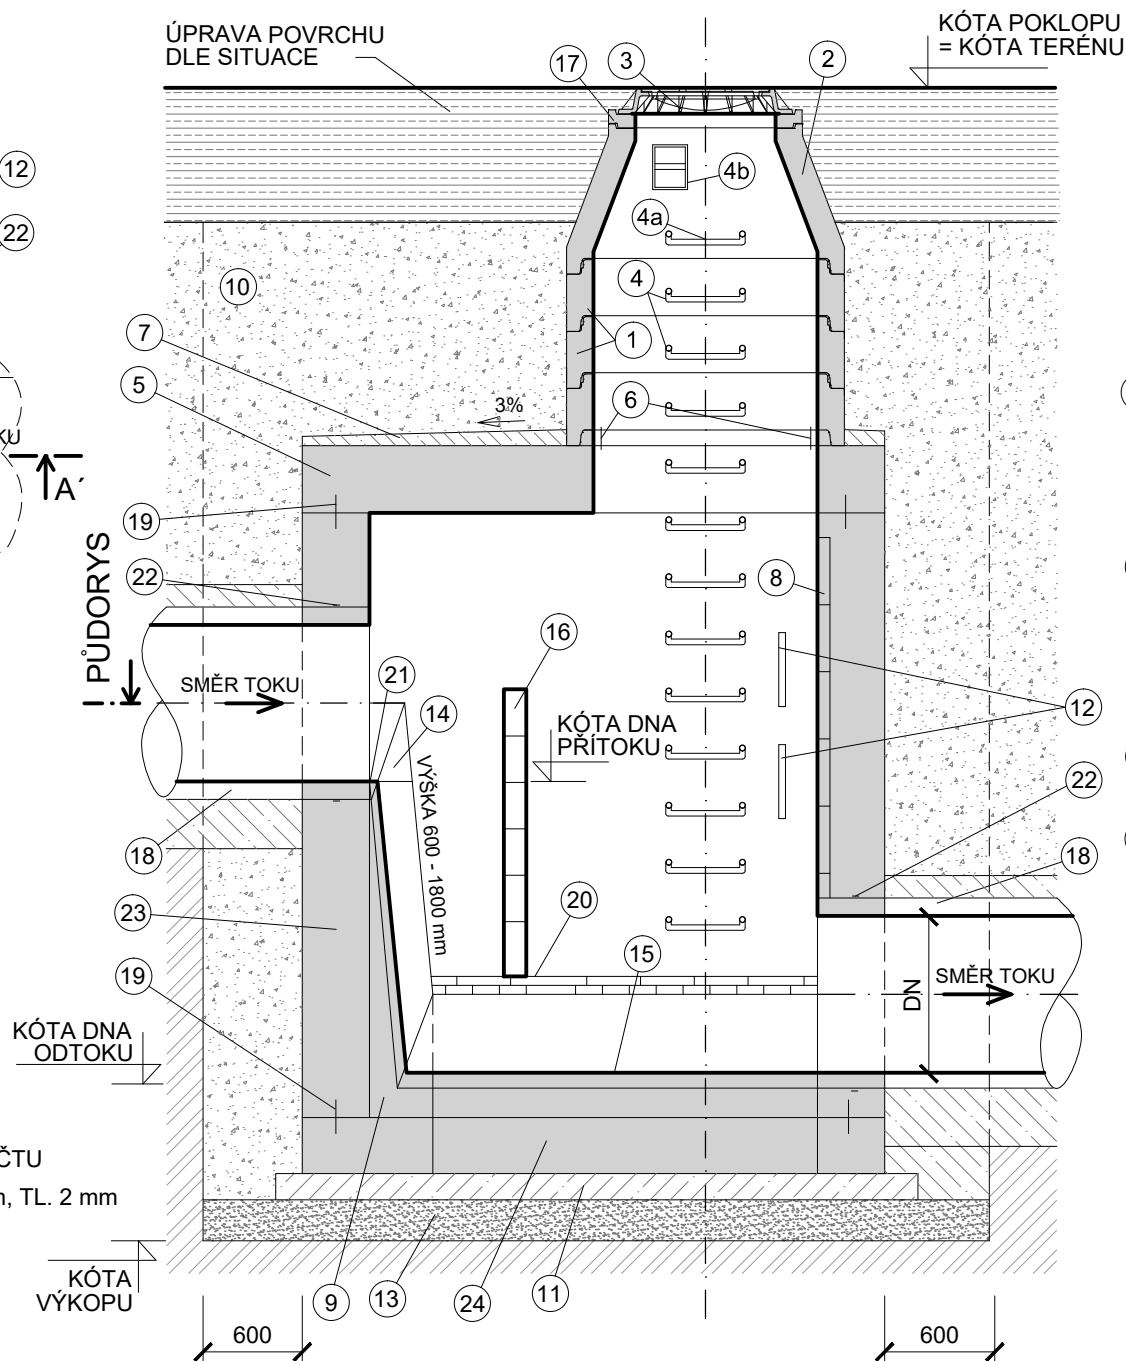 ÚPRAVA POVRCHU
DLE SITUACE
KÓTA POKLOPU
= KÓTA TERÉNU
17
3
2
12
4b
22
4a
10
4
7
1
5
3%
6
A´
19
PŮDORYS
22
8
16
SMĚR TOKU
21
14
KÓTA DNA
PŘÍTOKU
12
VÝŠKA 600 - 1800 mm
22
18
18
23
20
15
19
SMĚR TOKU
DN
KÓTA DNA
ODTOKU
ČTU
, TL. 2 mm
KÓTA
VÝKOPU
9
13
24
11
600
600